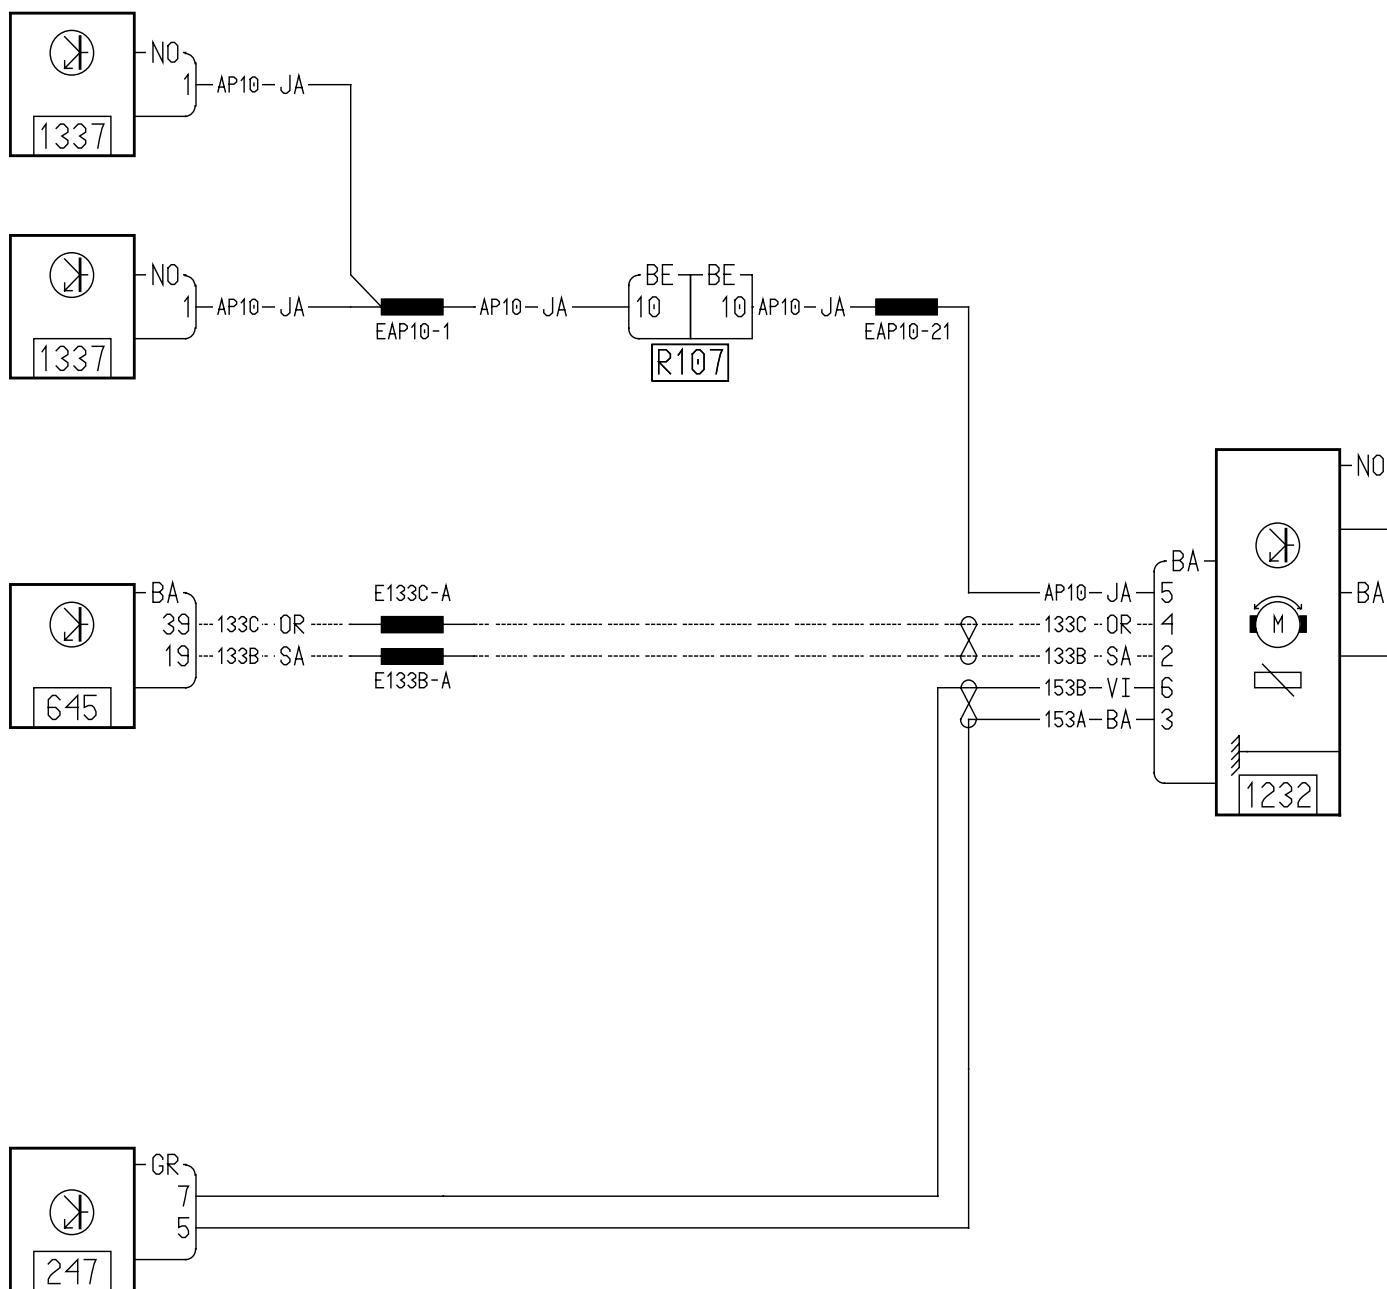 NO
1 AP10 JA
1337
NO BE BE
1 AP10 JA AP10 JA 10 10 AP10 JA
EAP10-1 EAP10-21
1337 R107
NO
BA
BA E133C-A AP10 JA 5 BA
39 133C OR 133C OR 4 M
19 133B SA 133B SA 2
E133B-A 153B VI 6
645 153A BA 3
1232
GR
7
5
247